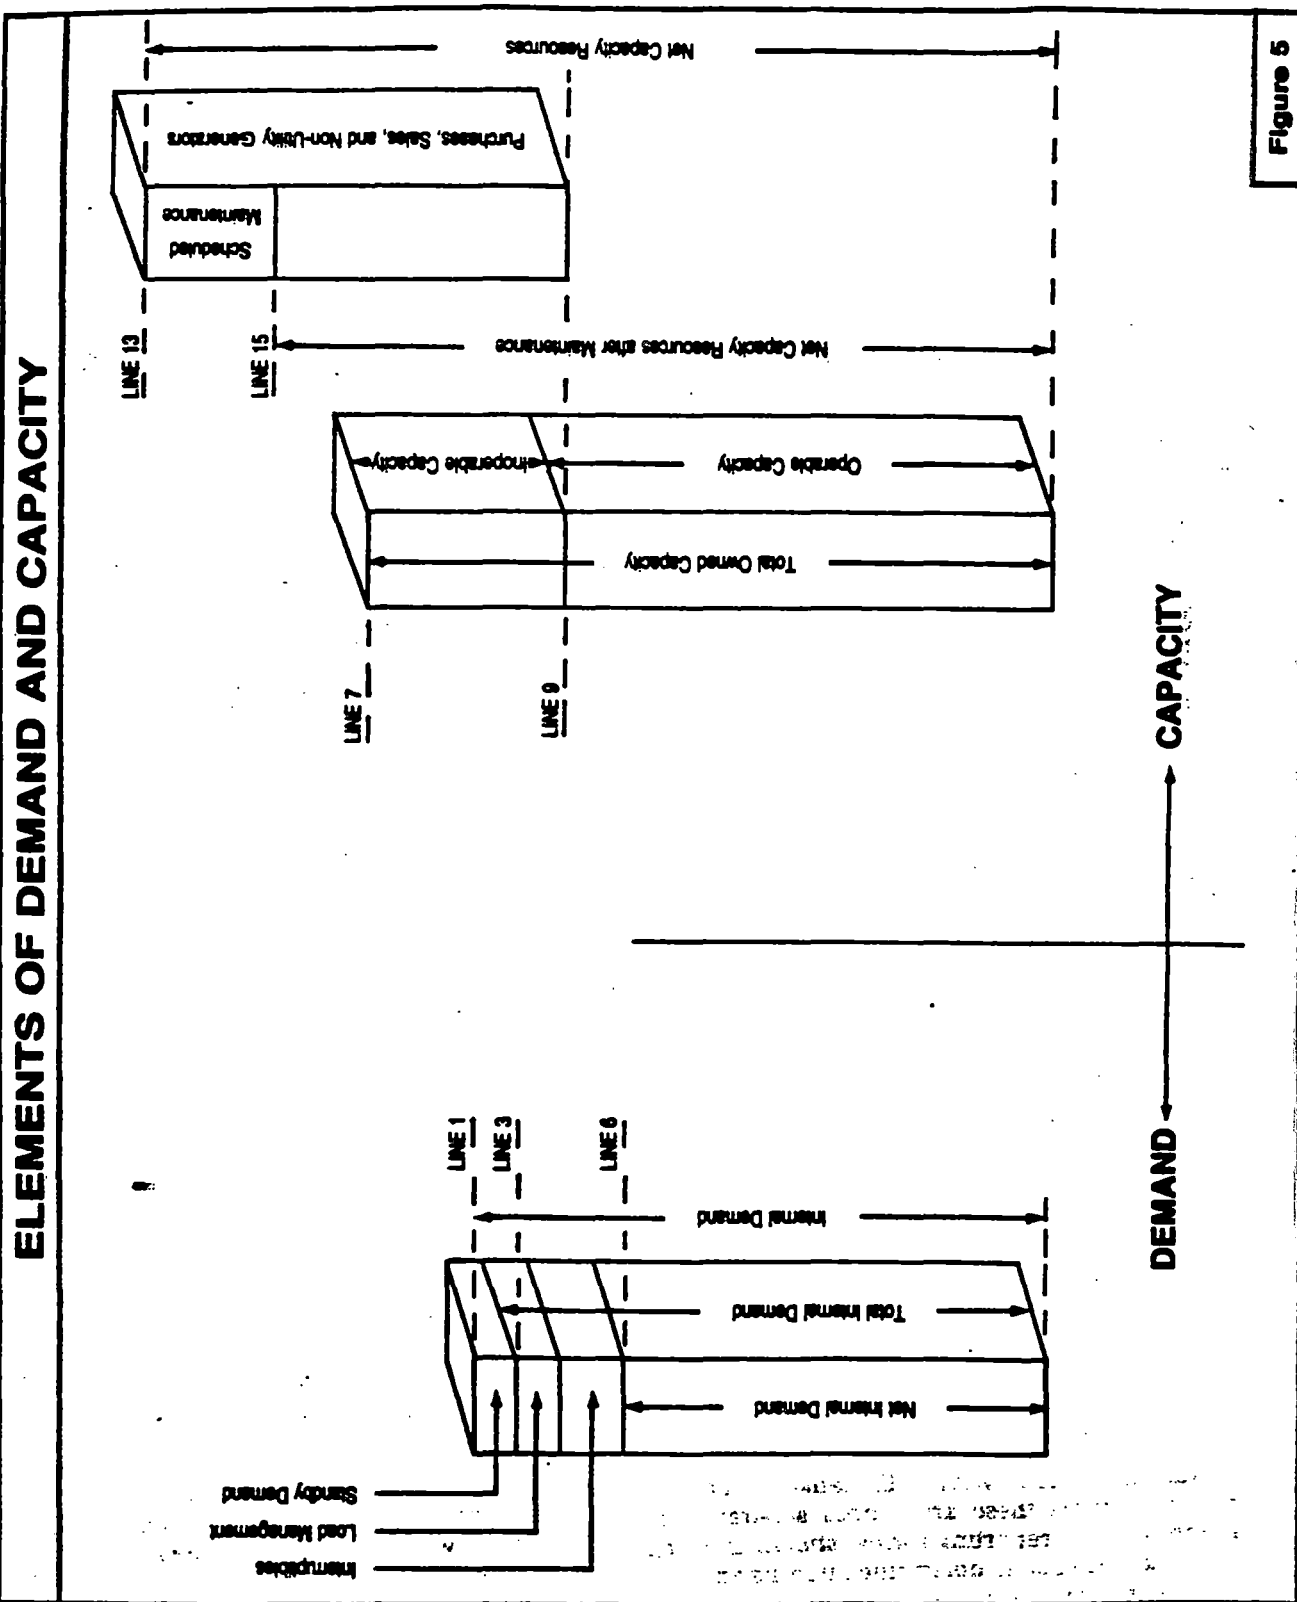 ELEMENTS OF DEMAND AND CAPACITY
Interruptibles
Load Management
Standby Demand
Net Internal Demand
Total Internal Demand
Internal Demand
LINE 1
LINE 3
LINE 6
LINE 7
LINE 9
Total Owned Capacity
Inoperable Capacity
Operable Capacity
LINE 13
LINE 15
Net Capacity Resources after Maintenance
Scheduled
Maintenance
Purchases, Sales, and Non-Utility Generators
Net Capacity Resources
DEMAND
CAPACITY
Figure 5